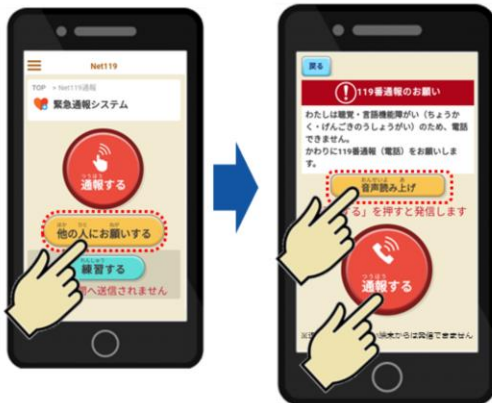 Net119
TOP > Net119通報
緊急通報システム
つうほう
通報する
ほか ひと ねが
他の人にお願いする
れんしゅう
練習する
へ送信されません
戻る
119番通報のお願い
わたしは聴覚・言語機能障がい（ちょうか
く・げんごきのうしょうがい）のため、電話
できません。
かわりに119番通報（電話）をお願いしま
す。
おんせいよ あ
音声読み上げ
する」を押すと発信します
つうほう
通報する
端末からは発信できません